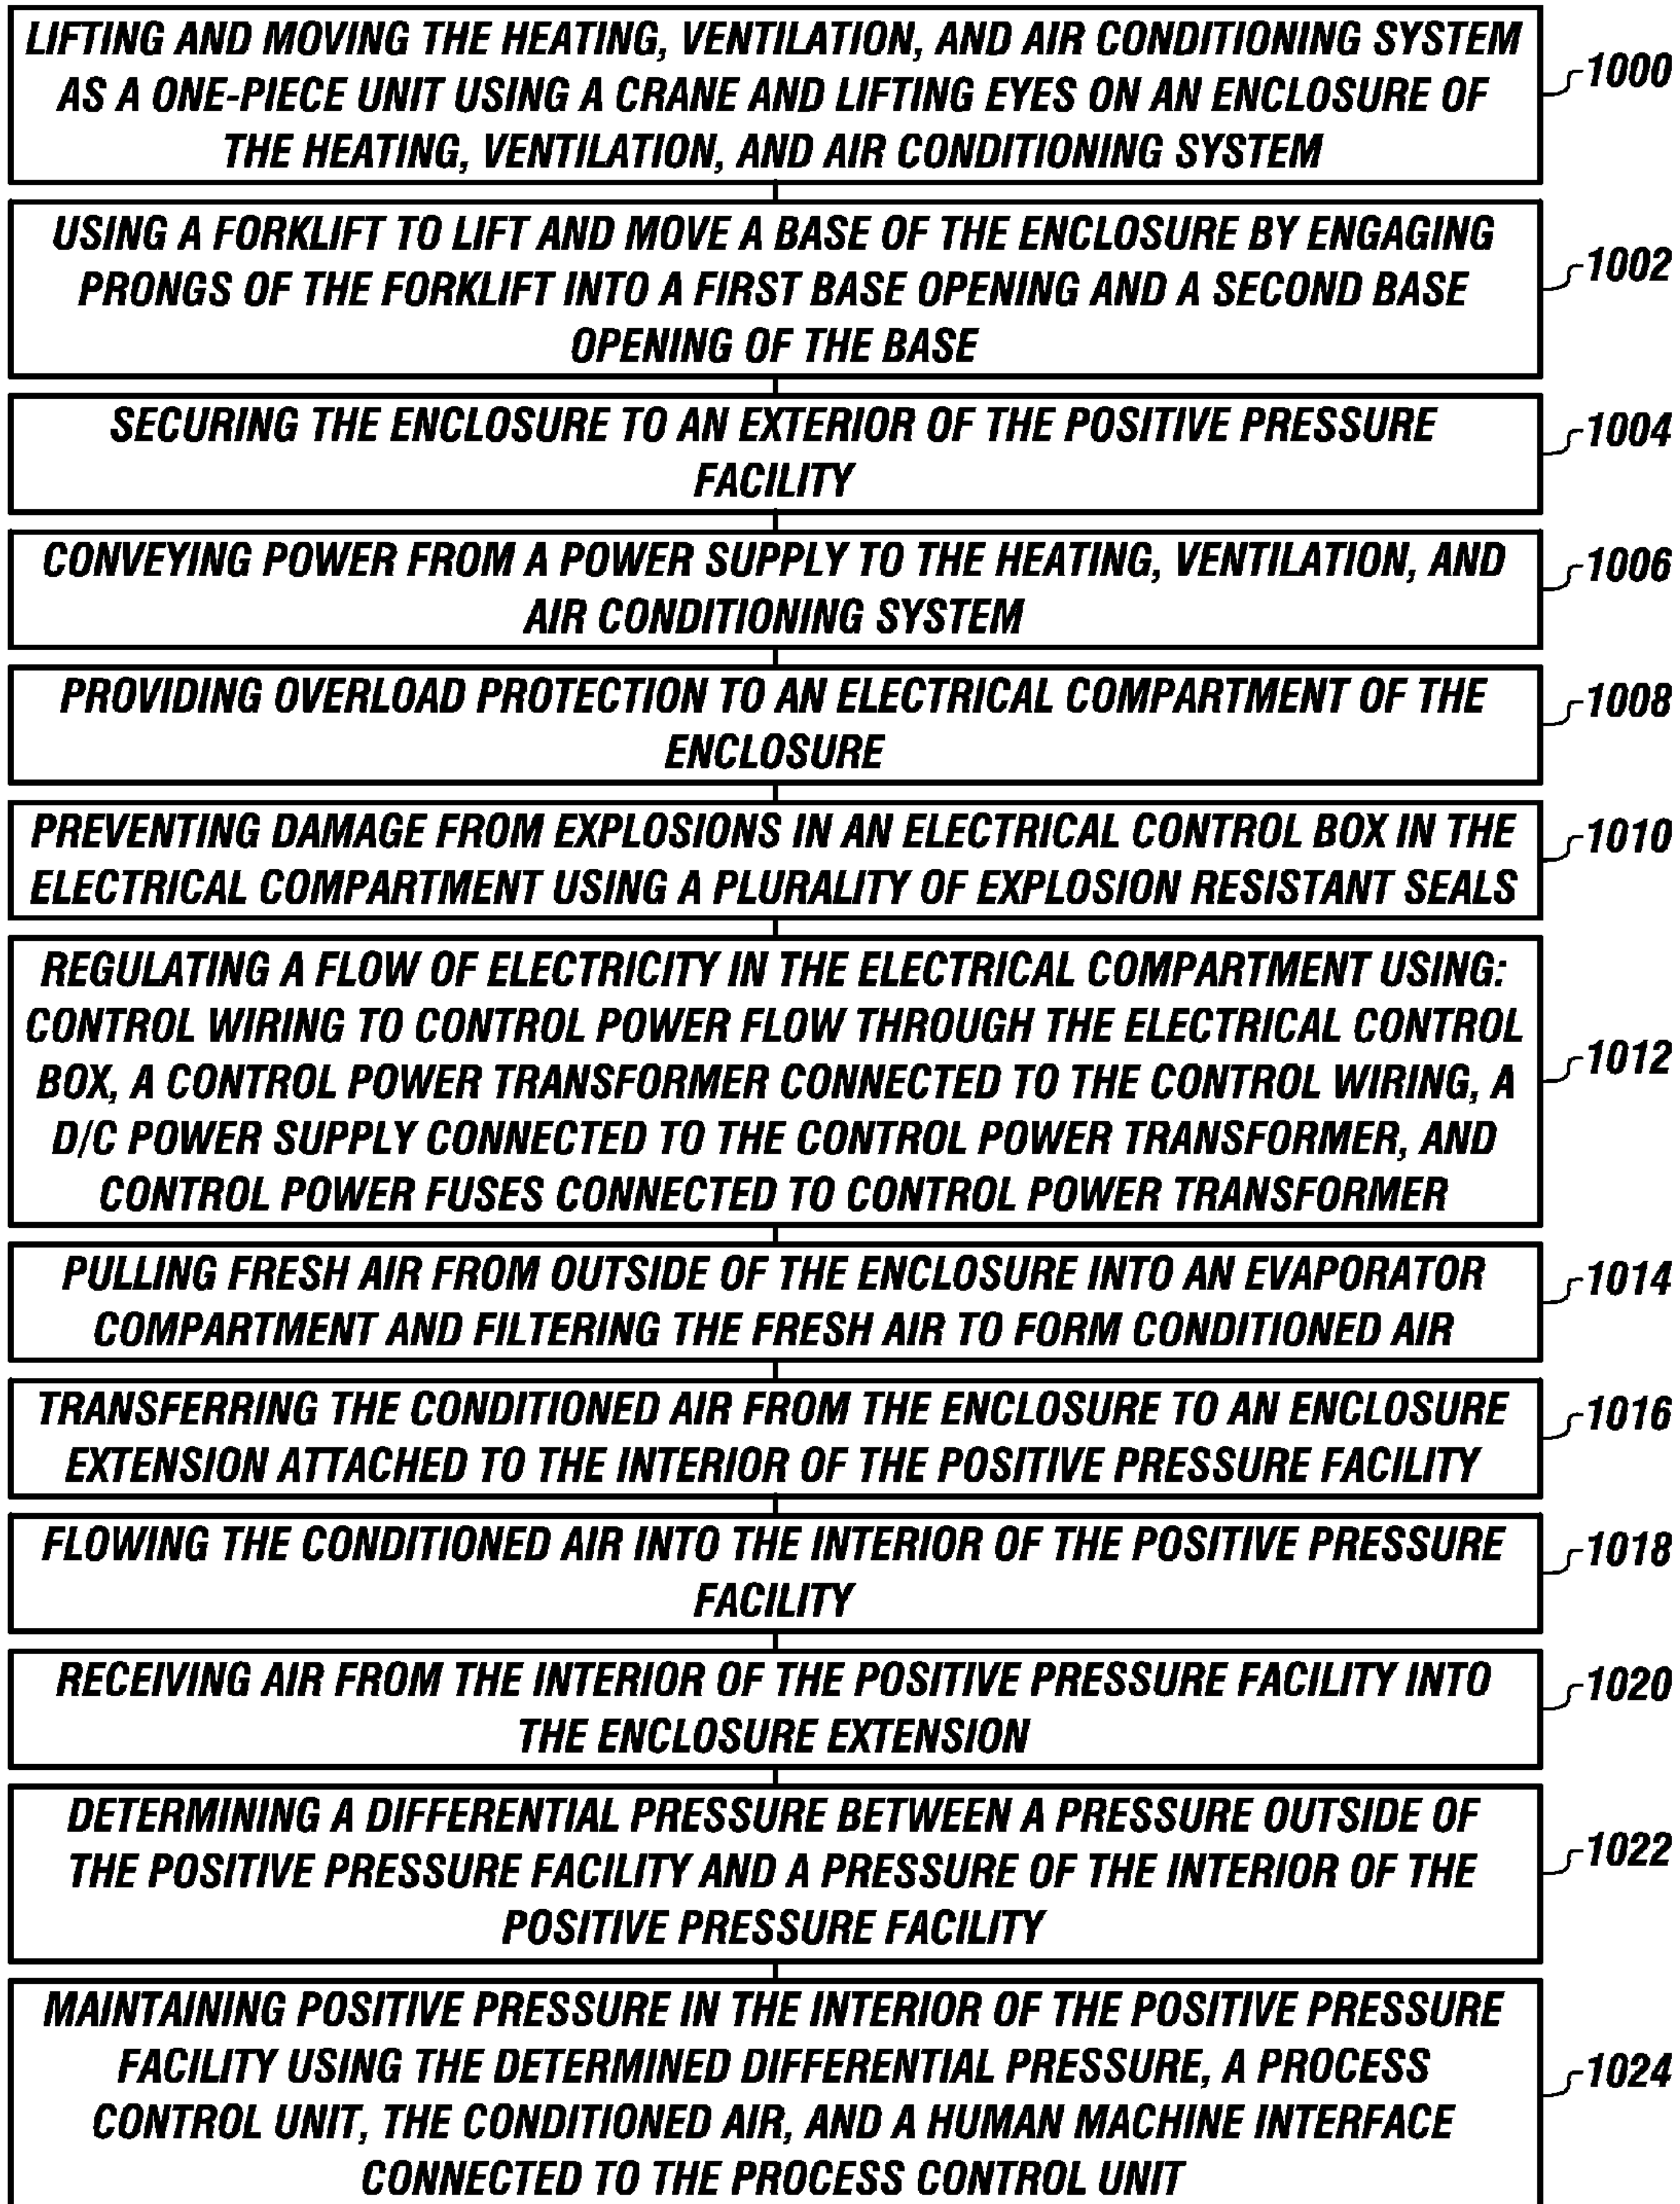 LIFTING AND MOVING THE HEATING, VENTILATION, AND AIR CONDITIONING SYSTEM
AS A ONE-PIECE UNIT USING A CRANE AND LIFTING EYES ON AN ENCLOSURE OF
THE HEATING, VENTILATION, AND AIR CONDITIONING SYSTEM
1000
USING A FORKLIFT TO LIFT AND MOVE A BASE OF THE ENCLOSURE BY ENGAGING
PRONGS OF THE FORKLIFT INTO A FIRST BASE OPENING AND A SECOND BASE
OPENING OF THE BASE
1002
SECURING THE ENCLOSURE TO AN EXTERIOR OF THE POSITIVE PRESSURE
FACILITY
1004
CONVEYING POWER FROM A POWER SUPPLY TO THE HEATING, VENTILATION, AND
AIR CONDITIONING SYSTEM
1006
PROVIDING OVERLOAD PROTECTION TO AN ELECTRICAL COMPARTMENT OF THE
ENCLOSURE
1008
PREVENTING DAMAGE FROM EXPLOSIONS IN AN ELECTRICAL CONTROL BOX IN THE
ELECTRICAL COMPARTMENT USING A PLURALITY OF EXPLOSION RESISTANT SEALS
1010
REGULATING A FLOW OF ELECTRICITY IN THE ELECTRICAL COMPARTMENT USING:
CONTROL WIRING TO CONTROL POWER FLOW THROUGH THE ELECTRICAL CONTROL
BOX, A CONTROL POWER TRANSFORMER CONNECTED TO THE CONTROL WIRING, A
D/C POWER SUPPLY CONNECTED TO THE CONTROL POWER TRANSFORMER, AND
CONTROL POWER FUSES CONNECTED TO CONTROL POWER TRANSFORMER
1012
PULLING FRESH AIR FROM OUTSIDE OF THE ENCLOSURE INTO AN EVAPORATOR
COMPARTMENT AND FILTERING THE FRESH AIR TO FORM CONDITIONED AIR
1014
TRANSFERRING THE CONDITIONED AIR FROM THE ENCLOSURE TO AN ENCLOSURE
EXTENSION ATTACHED TO THE INTERIOR OF THE POSITIVE PRESSURE FACILITY
1016
FLOWING THE CONDITIONED AIR INTO THE INTERIOR OF THE POSITIVE PRESSURE
FACILITY
1018
RECEIVING AIR FROM THE INTERIOR OF THE POSITIVE PRESSURE FACILITY INTO
THE ENCLOSURE EXTENSION
1020
DETERMINING A DIFFERENTIAL PRESSURE BETWEEN A PRESSURE OUTSIDE OF
THE POSITIVE PRESSURE FACILITY AND A PRESSURE OF THE INTERIOR OF THE
POSITIVE PRESSURE FACILITY
1022
MAINTAINING POSITIVE PRESSURE IN THE INTERIOR OF THE POSITIVE PRESSURE
FACILITY USING THE DETERMINED DIFFERENTIAL PRESSURE, A PROCESS
CONTROL UNIT, THE CONDITIONED AIR, AND A HUMAN MACHINE INTERFACE
CONNECTED TO THE PROCESS CONTROL UNIT
1024